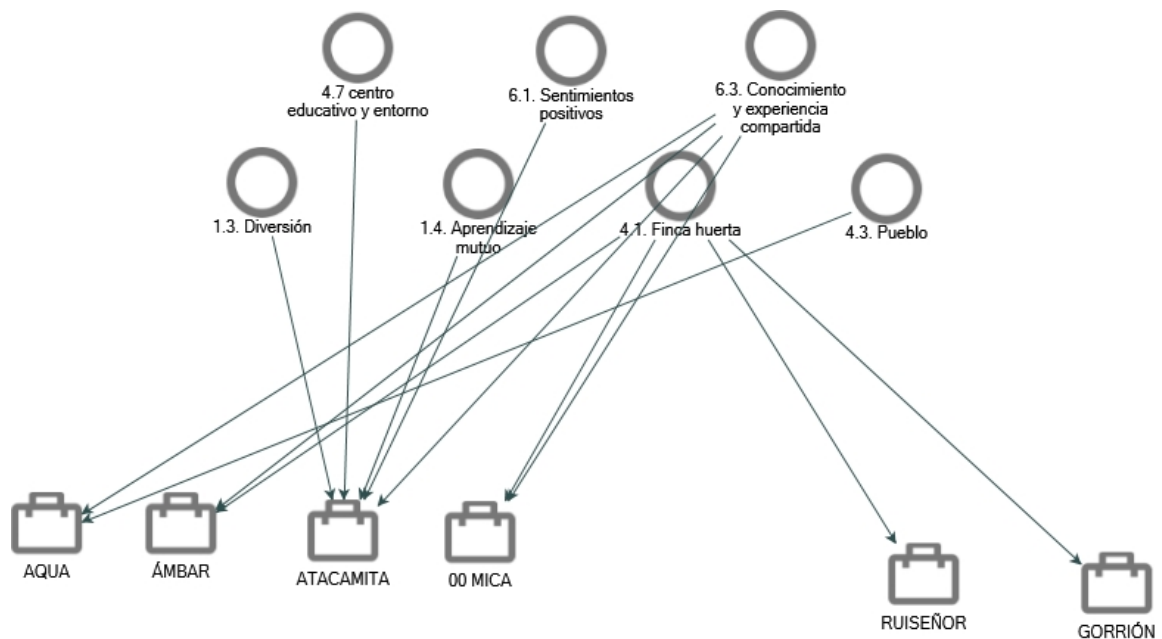 4.7 centro
educativo y entorno
6.1. Sentimientos
positivos
6.3. Conocimiento
y experiencia
compartida
1.3. Diversión
1.4. Aprendizaje
mutuo
4.1. Finca huerta
4.3. Pueblo
AQUA
ÁMBAR
ATACAMITA
00 MICA
RUISEÑOR
GORRIÓN